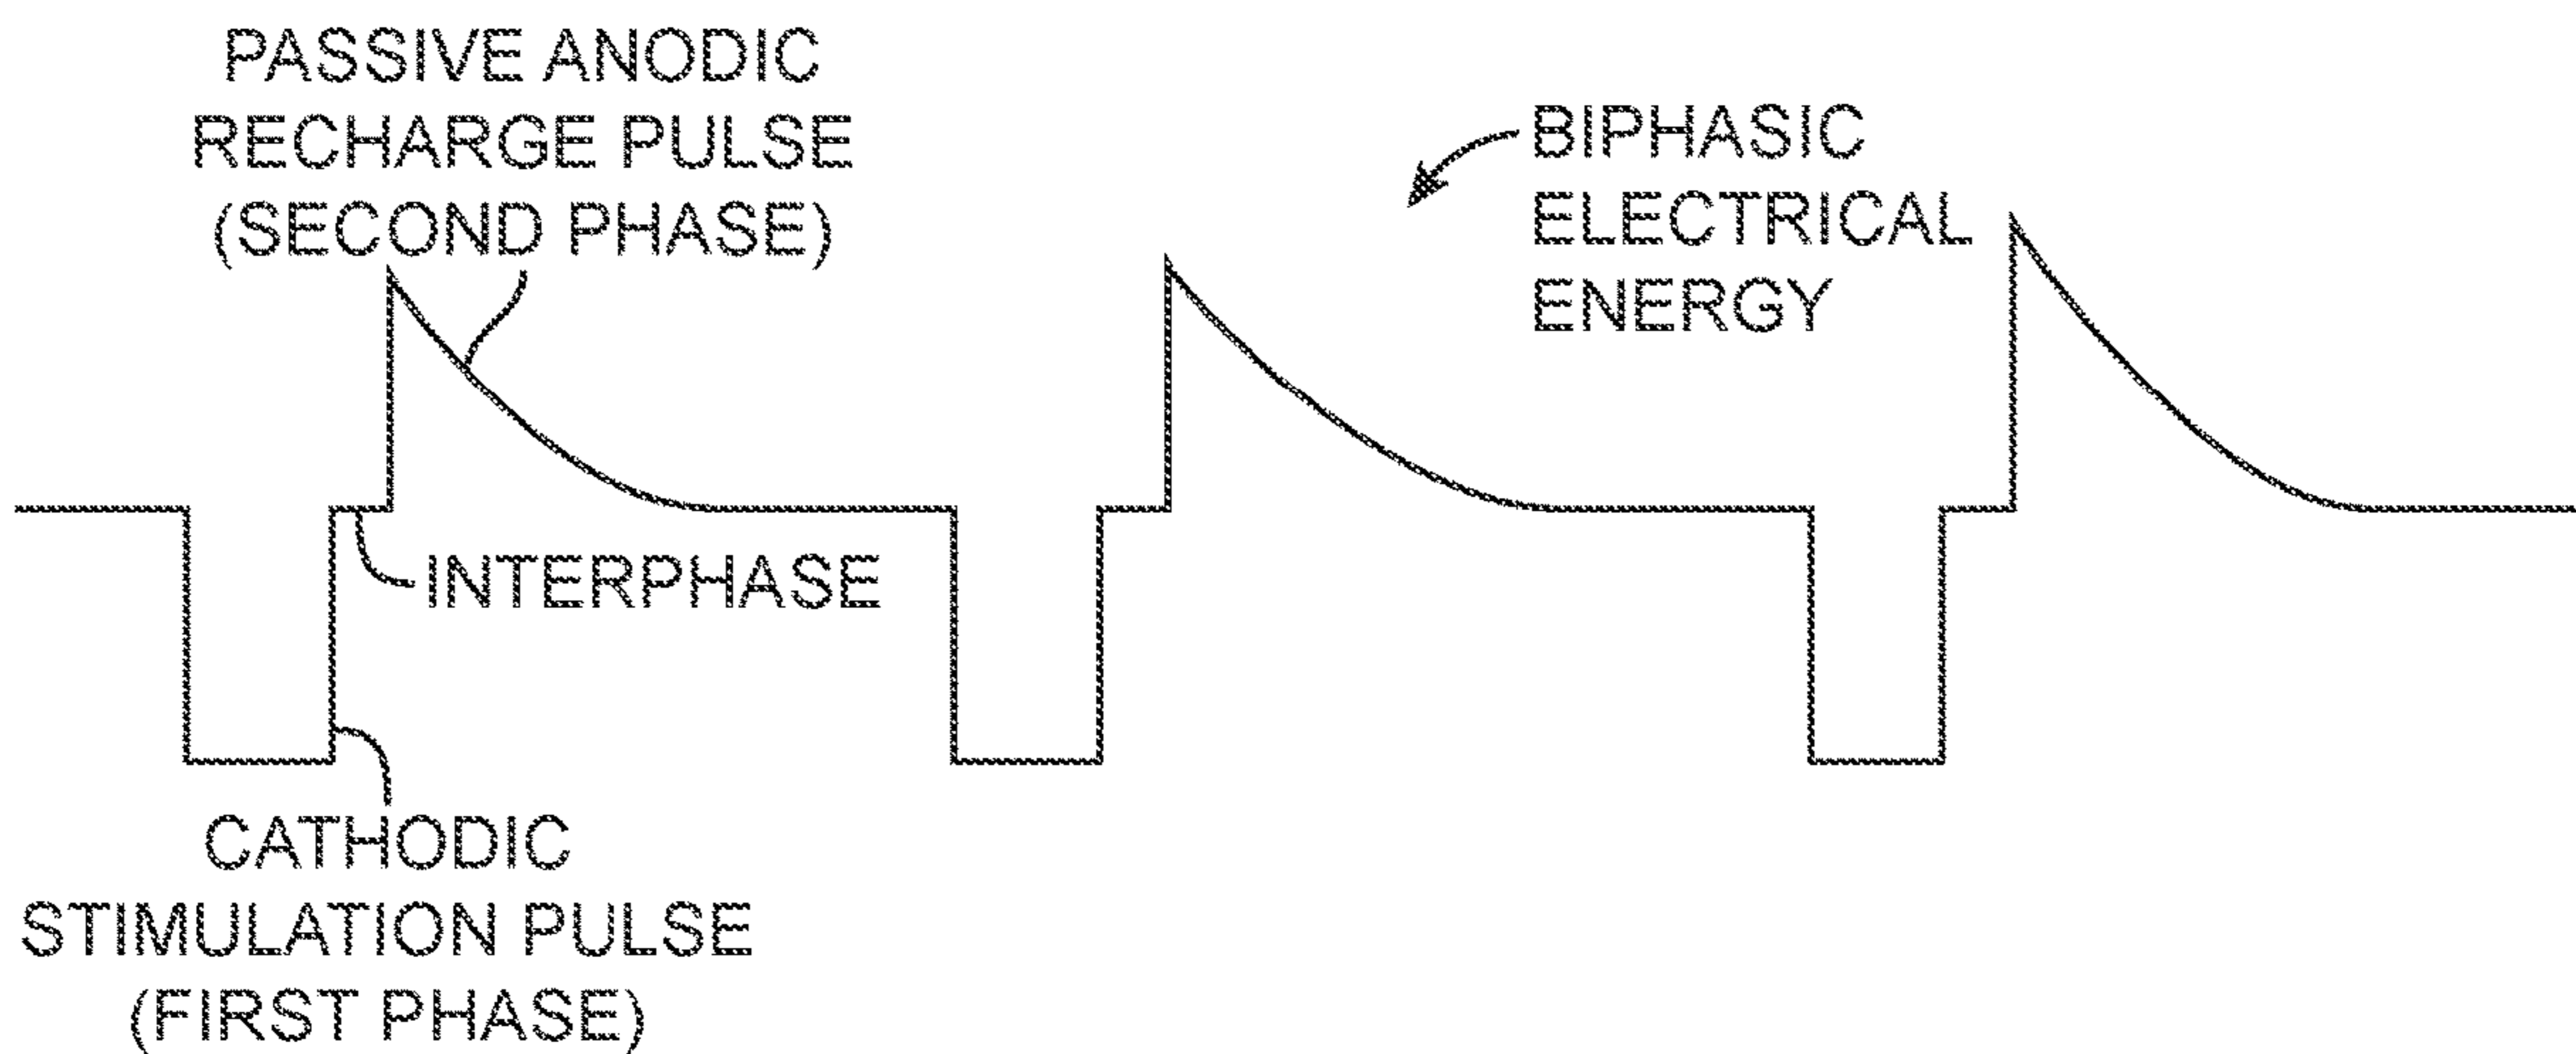 PASSIVE ANODIC
RECHARGE PULSE
(SECOND PHASE)
BIPHASIC
ELECTRICAL
ENERGY
INTERPHASE
CATHODIC
STIMULATION PULSE
(FIRST PHASE)